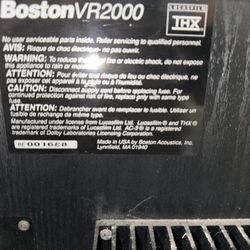 BostonVR2000
LUCASFILM
THX
No user serviceable parts inside. Refer servicing to qualified personnel.
AVIS: Risque de choc électrique-ne pas ouvrir.
WARNING: To reduce the risk of fire or electric shock, do not expose
this appliance to rain or moisture.
ATTENTION: Pour éviter tout risque de feu ou choc électrique, ne pas
exposer cet appareil à la pluie ou à l'humidité.
CAUTION: Disconnect supply cord before replacing fuse. For
continued protection against risk of fire, replace only with same type
fuse.
ATTENTION: Debrancher avant de remplacer le fusible. Utiliser un
fusible de rechange de même type.
Manufactured under license from Lucasfilm Ltd. Lucasfilm® and THX®
are registered trademarks of Lucasfilm Ltd. AC-3® is a registered
trademark of Dolby Laboratories Licensing Corporation.
001683
Made in USA by Boston Acoustics, Inc.
Lynnfield, MA 01940